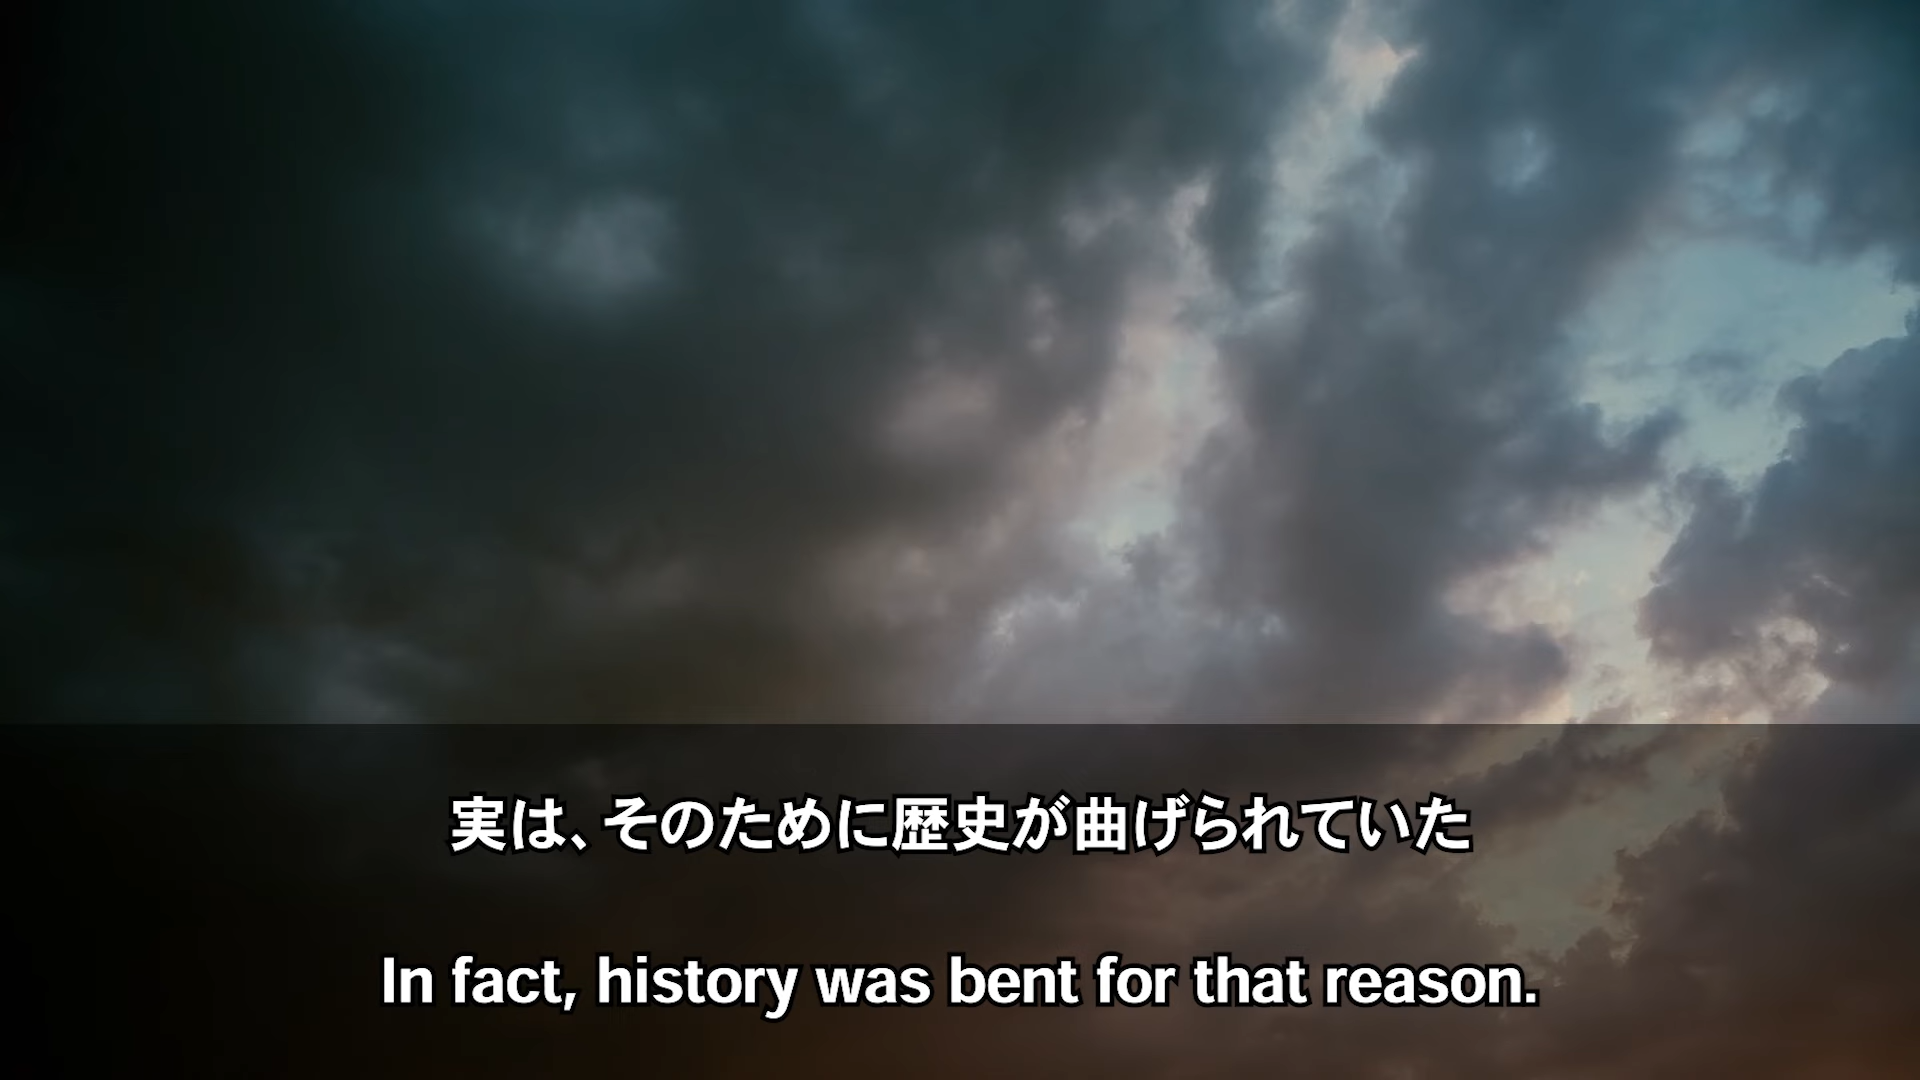 実は、そのために歴史が曲げられていた
In fact, history was bent for that reason.